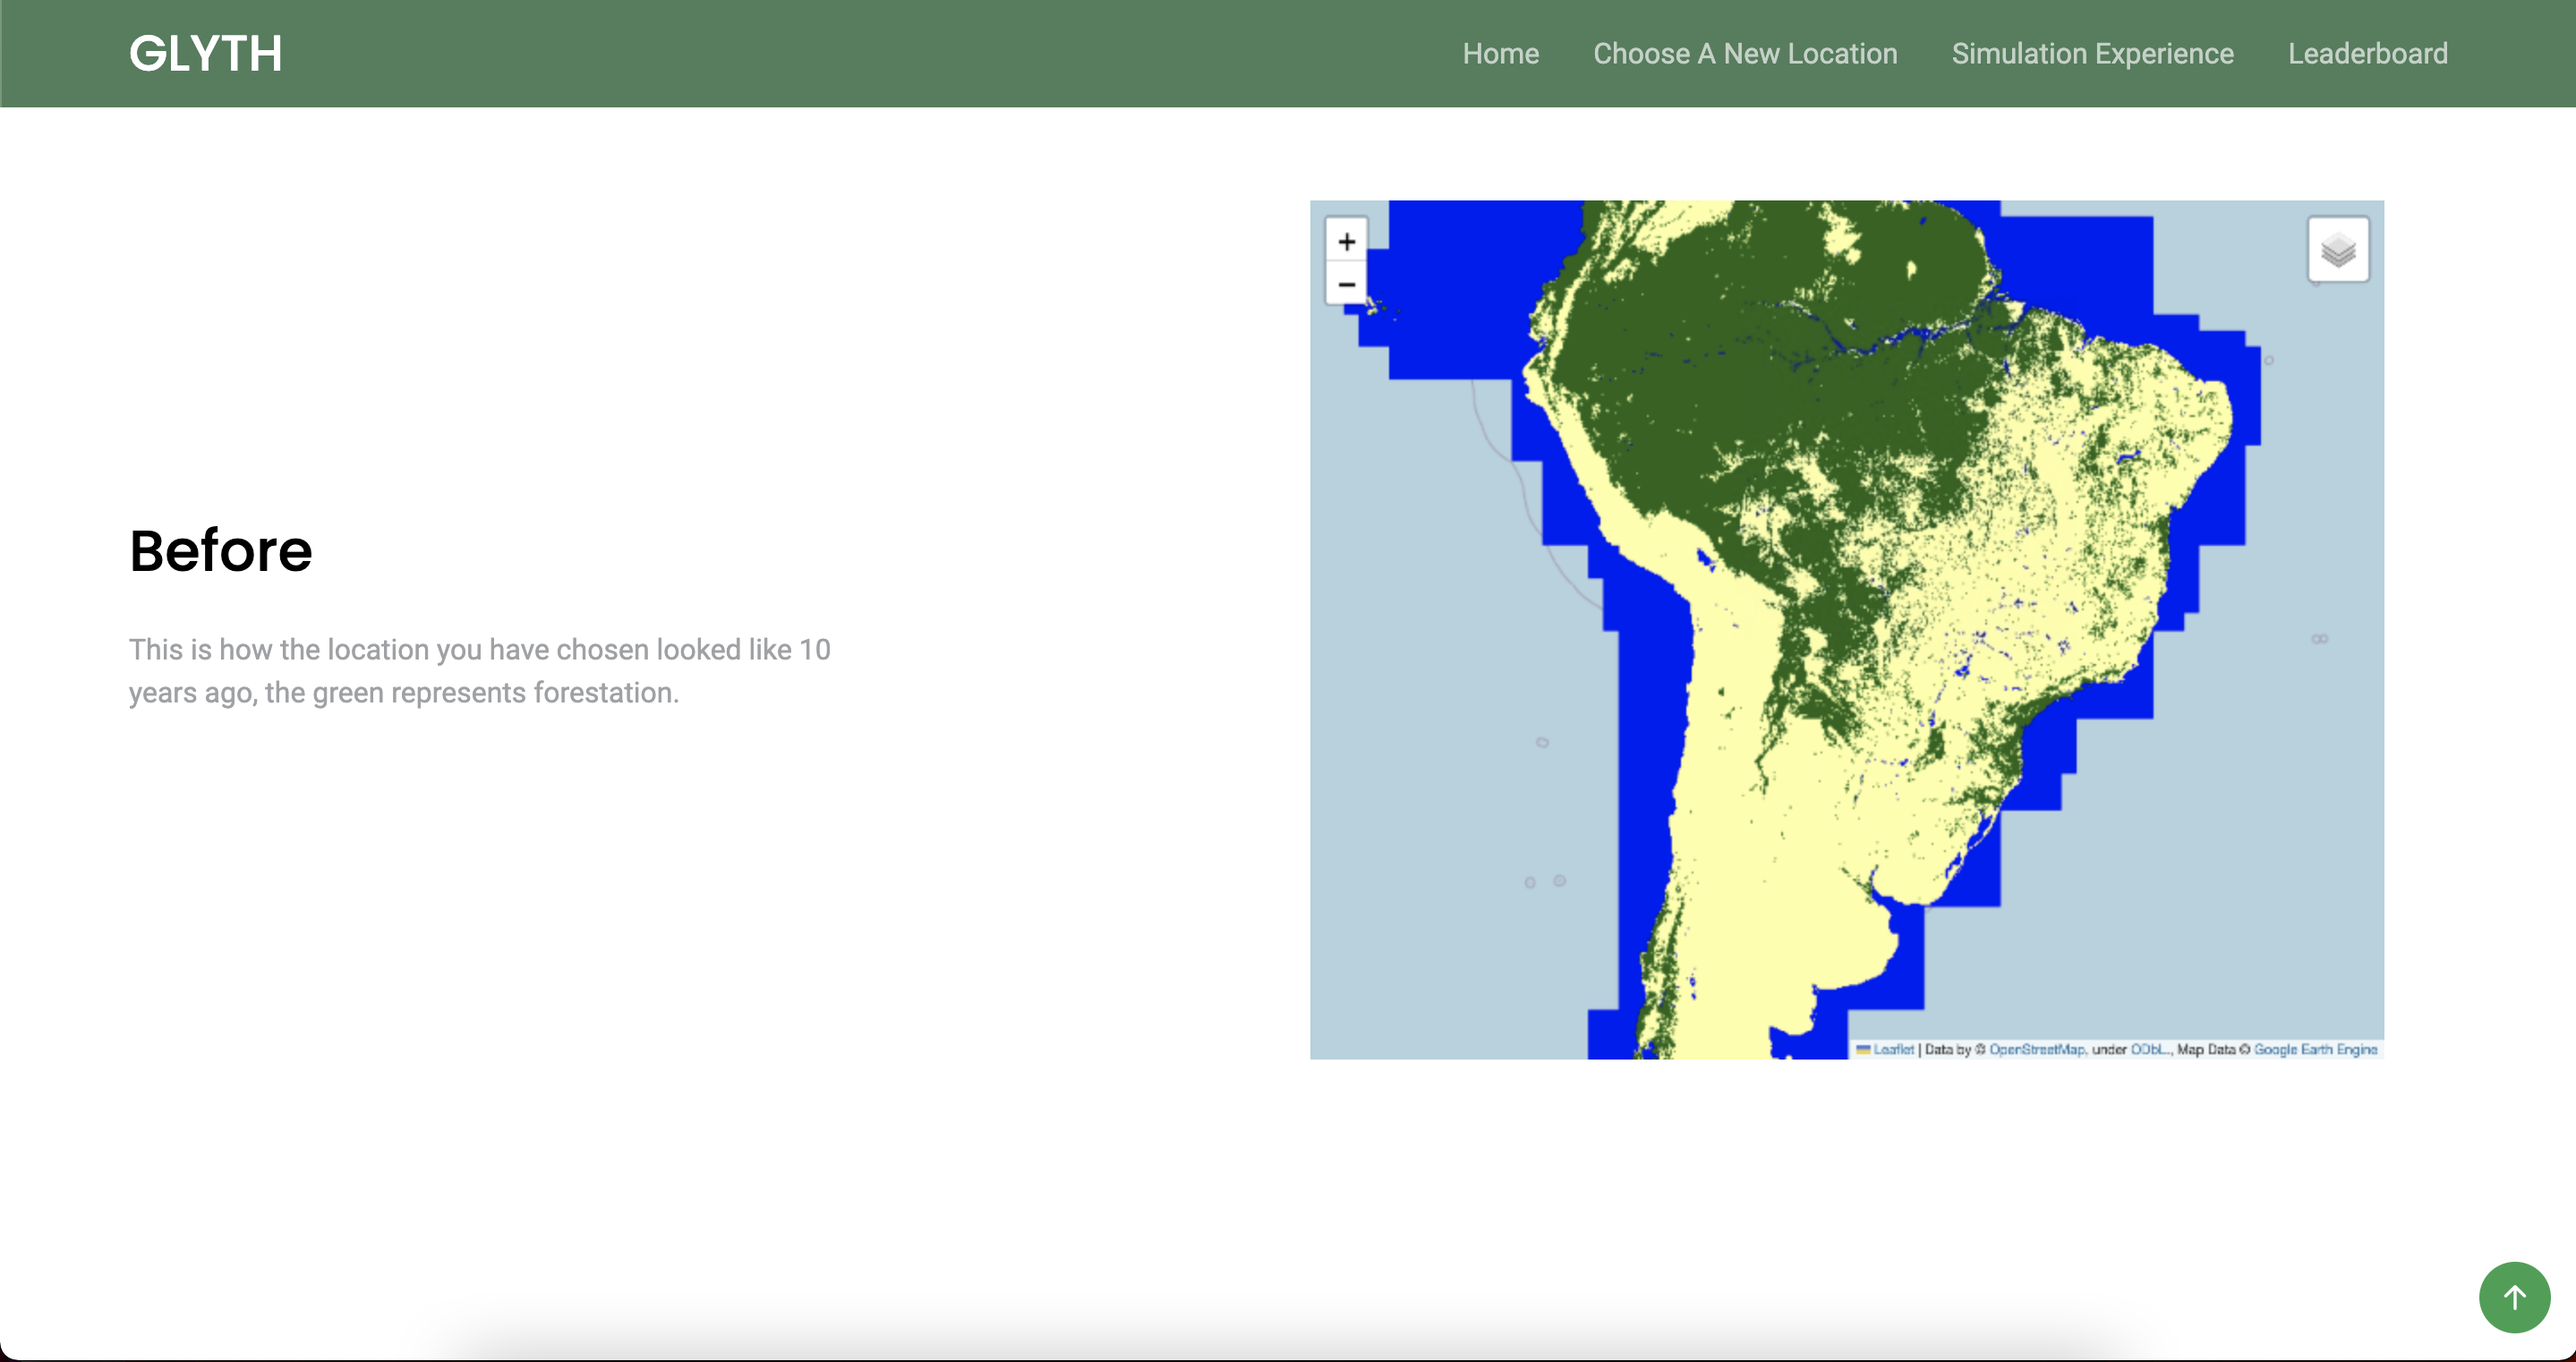 GLYTH
Home Choose A New Location Simulation Experience Leaderboard
+
−
Before
This is how the location you have chosen looked like 10
years ago, the green represents forestation.
Leaflet | Data by © OpenStreetMap, under ODbL., Map Data © Google Earth Engine